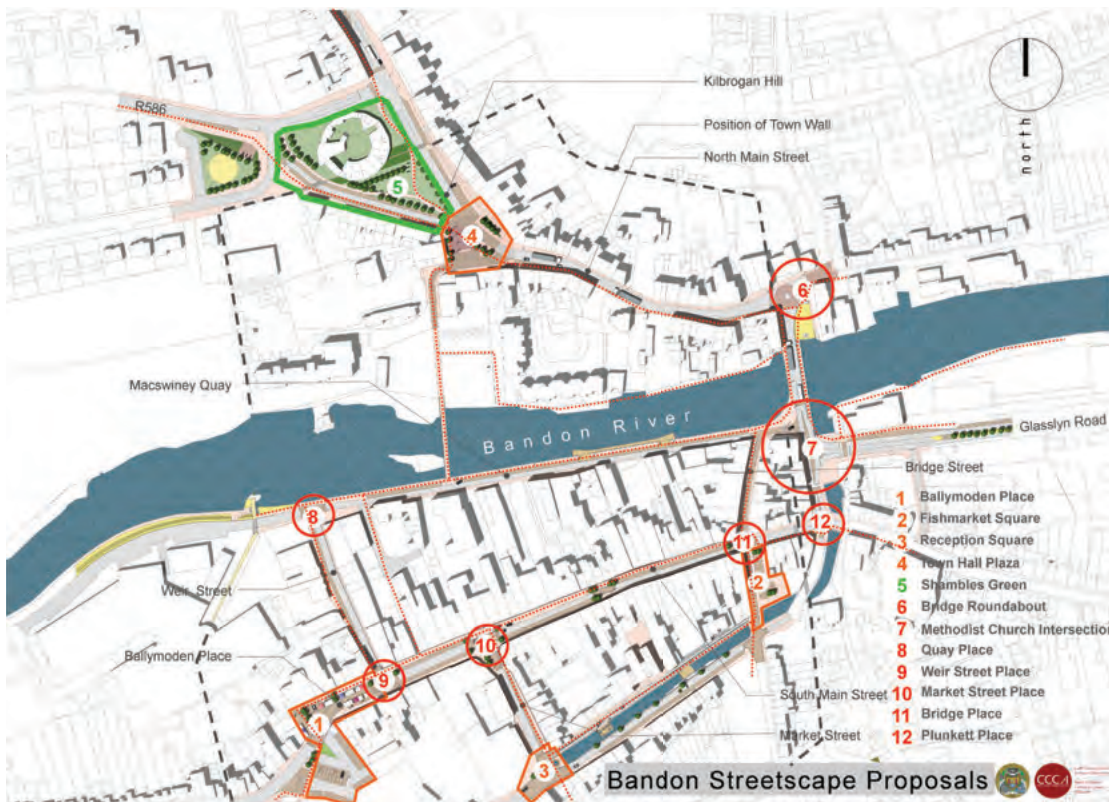 Kilbrogan Hill
north
R586
Position of Town Wall
North Main Street
5
4
6
Macswiney Quay
Bandon River
Glasslyn Road
7
Bridge Street
8
12
11
2
Weir Street
10
Ballymoden Place
9
South Main Street
1
Market Street
3
1 Ballymoden Place
2 Fishmarket Square
3 Reception Square
4 Town Hall Plaza
5 Shambles Green
6 Bridge Roundabout
7 Methodist Church Intersection
8 Quay Place
9 Weir Street Place
10 Market Street Place
11 Bridge Place
12 Plunkett Place
Bandon Streetscape Proposals